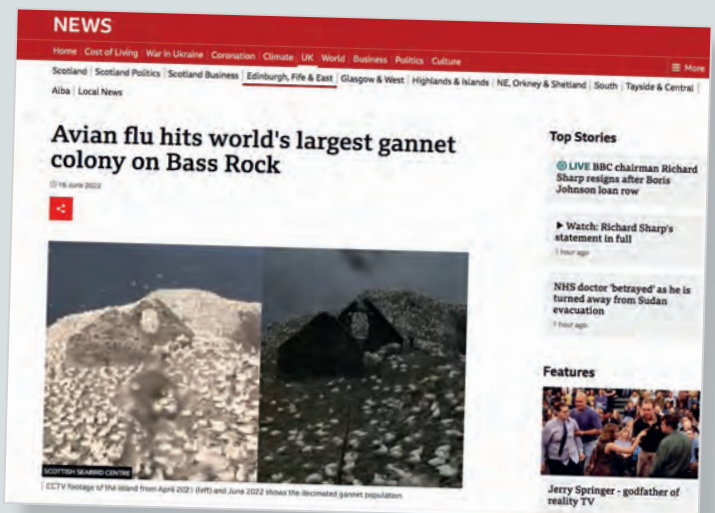 NEWS
Home Cost of Living War in Ukraine Coronation Climate UK World Business Politics Culture
More
Scotland Scotland Politics Scotland Business Edinburgh, Fife & East Glasgow & West Highlands & Islands NE, Orkney & Shetland South Tayside & Central
Alba Local News
Avian flu hits world's largest gannet
colony on Bass Rock
16 June 2022
SCOTTISH SEABIRD CENTRE
CCTV footage of the island from April 2021 (left) and June 2022 shows the decimated gannet population
Top Stories
LIVE BBC chairman Richard
Sharp resigns after Boris
Johnson loan row
Watch: Richard Sharp's
statement in full
1 hour ago
NHS doctor 'betrayed' as he is
turned away from Sudan
evacuation
1 hour ago
Features
Jerry Springer - godfather of
reality TV